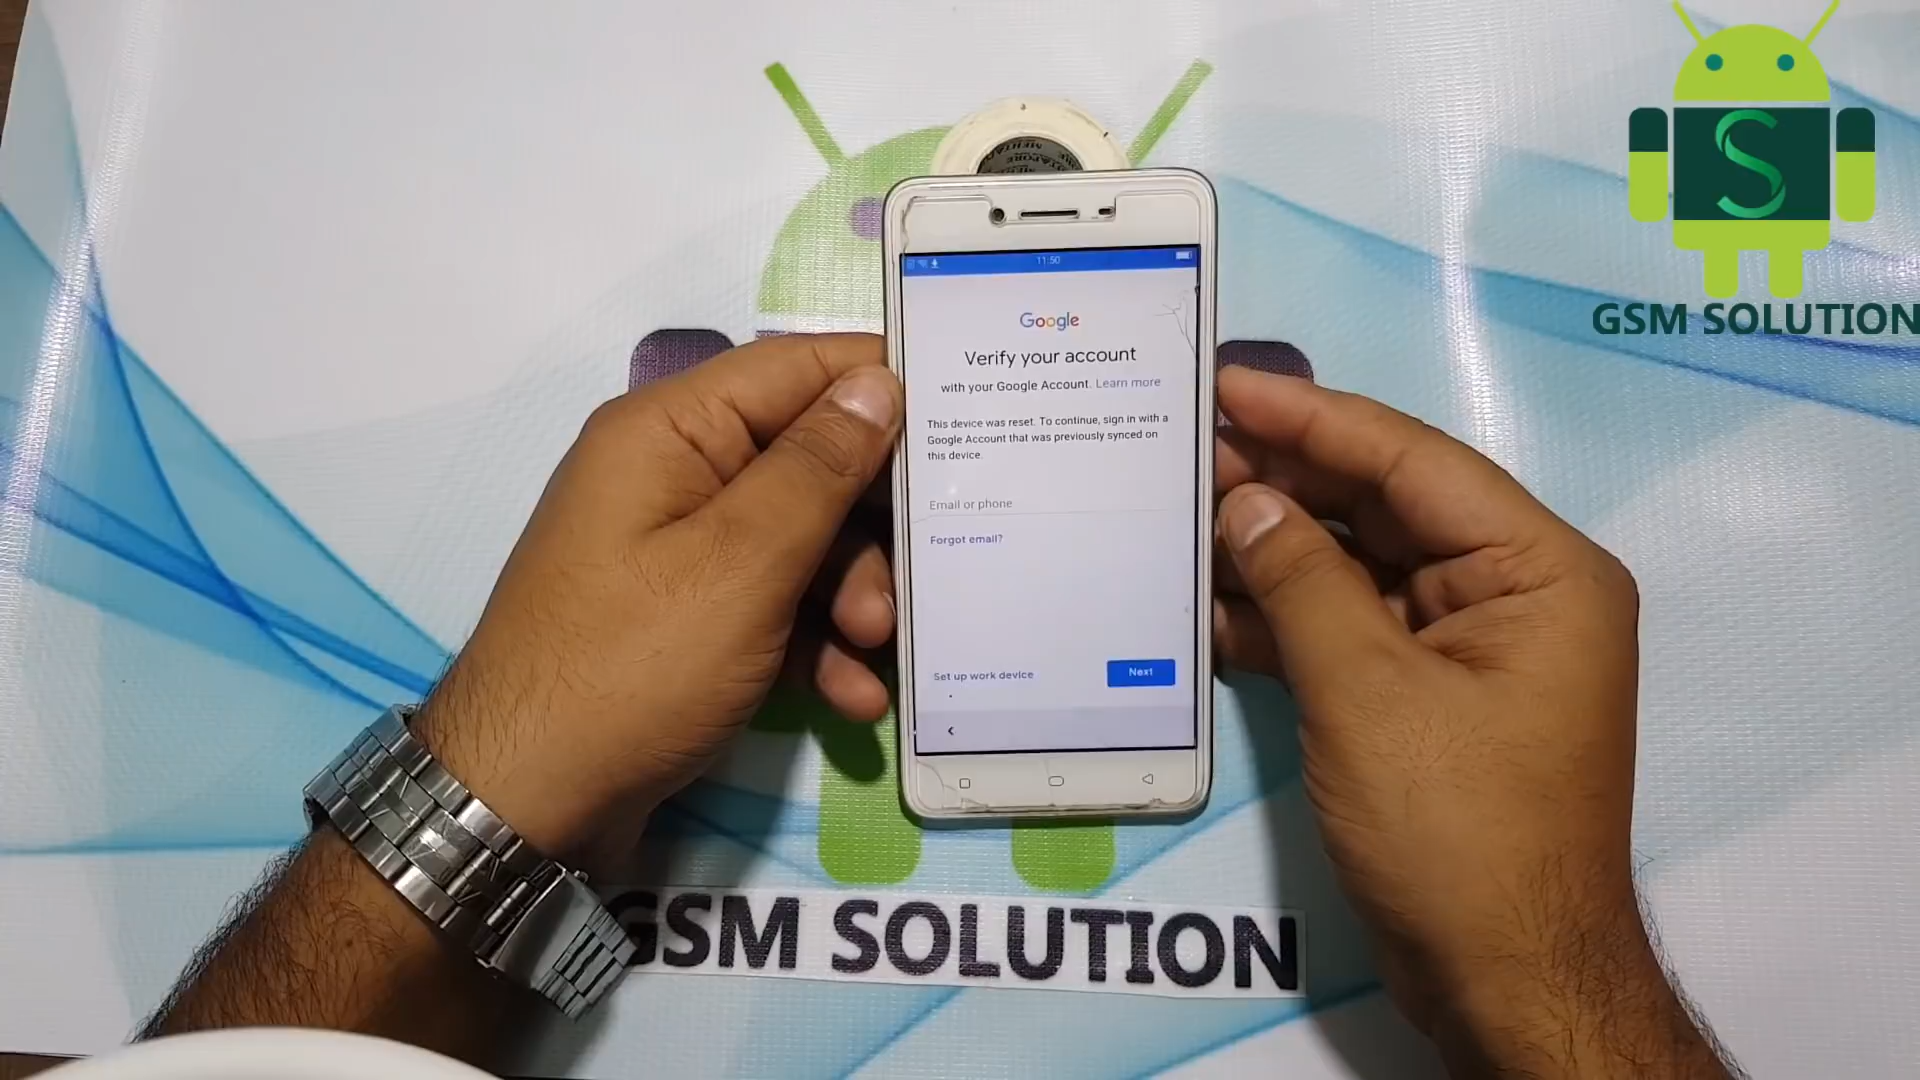 GSM SOLUTION
11:50
Google
Verify your account
with your Google Account. Learn more
This device was reset. To continue, sign in with a
Google Account that was previously synced on
this device.
Email or phone
Forgot email?
Set up work device
Next
GSM SOLUTION